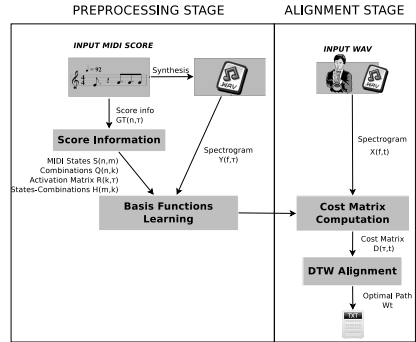 PREPROCESSING STAGE
ALIGNMENT STAGE
INPUT MIDI SCORE
INPUT WAV
= 92
Synthesis
WAV
WAV
Score info
GT(n,τ)
Score Information
Spectrogram
Y(f,τ)
Spectrogram
X(f,t)
MIDI States S(n,m)
Combinations Q(n,k)
Activation Matrix R(k,τ)
States-Combinations H(m,k)
Basis Functions
Learning
Cost Matrix
Computation
Cost Matrix
D(τ,t)
DTW Alignment
Optimal Path
Wt
TXT